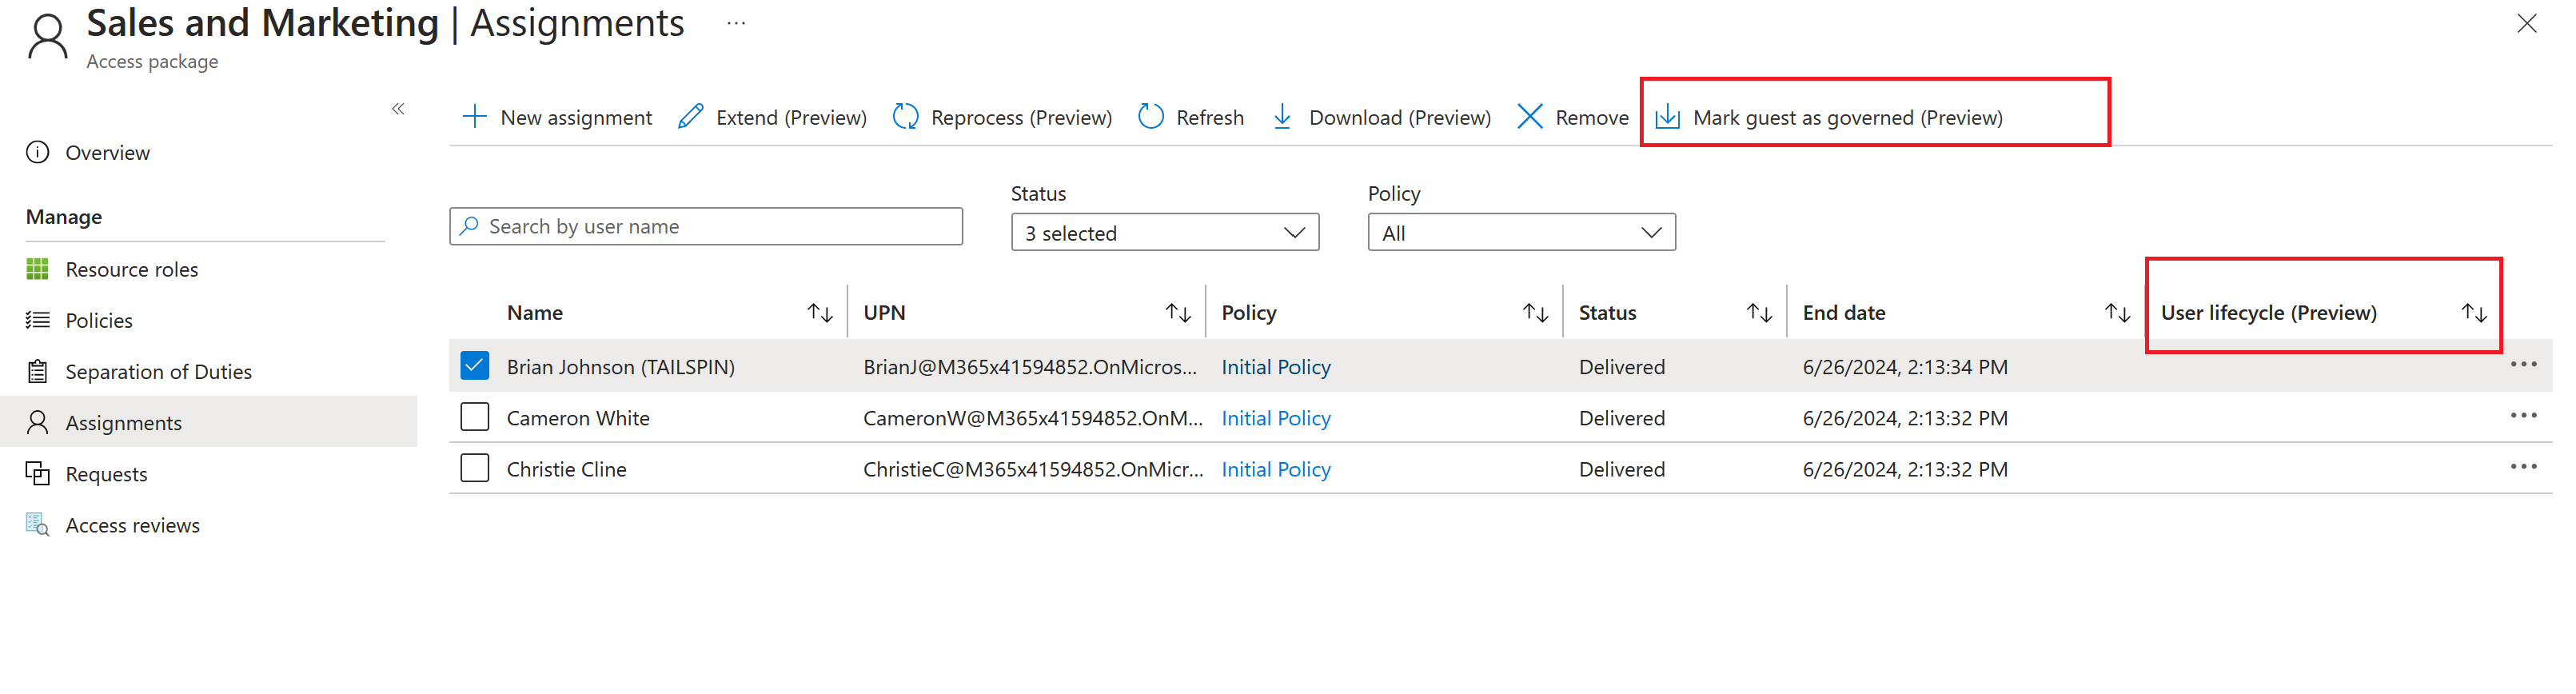 Sales and Marketing | Assignments ...
Access package
«
New assignment Extend (Preview) Reprocess (Preview) Refresh Download (Preview) Remove Mark guest as governed (Preview)
Overview
Manage
Resource roles
Policies
Separation of Duties
Assignments
Requests
Access reviews
Status Policy
Search by user name 3 selected All
Name UPN Policy Status End date User lifecycle (Preview)
Brian Johnson (TAILSPIN) BrianJ@M365x41594852.OnMicros... Initial Policy Delivered 6/26/2024, 2:13:34 PM ...
Cameron White CameronW@M365x41594852.OnM... Initial Policy Delivered 6/26/2024, 2:13:32 PM ...
Christie Cline ChristieC@M365x41594852.OnMicr... Initial Policy Delivered 6/26/2024, 2:13:32 PM ...